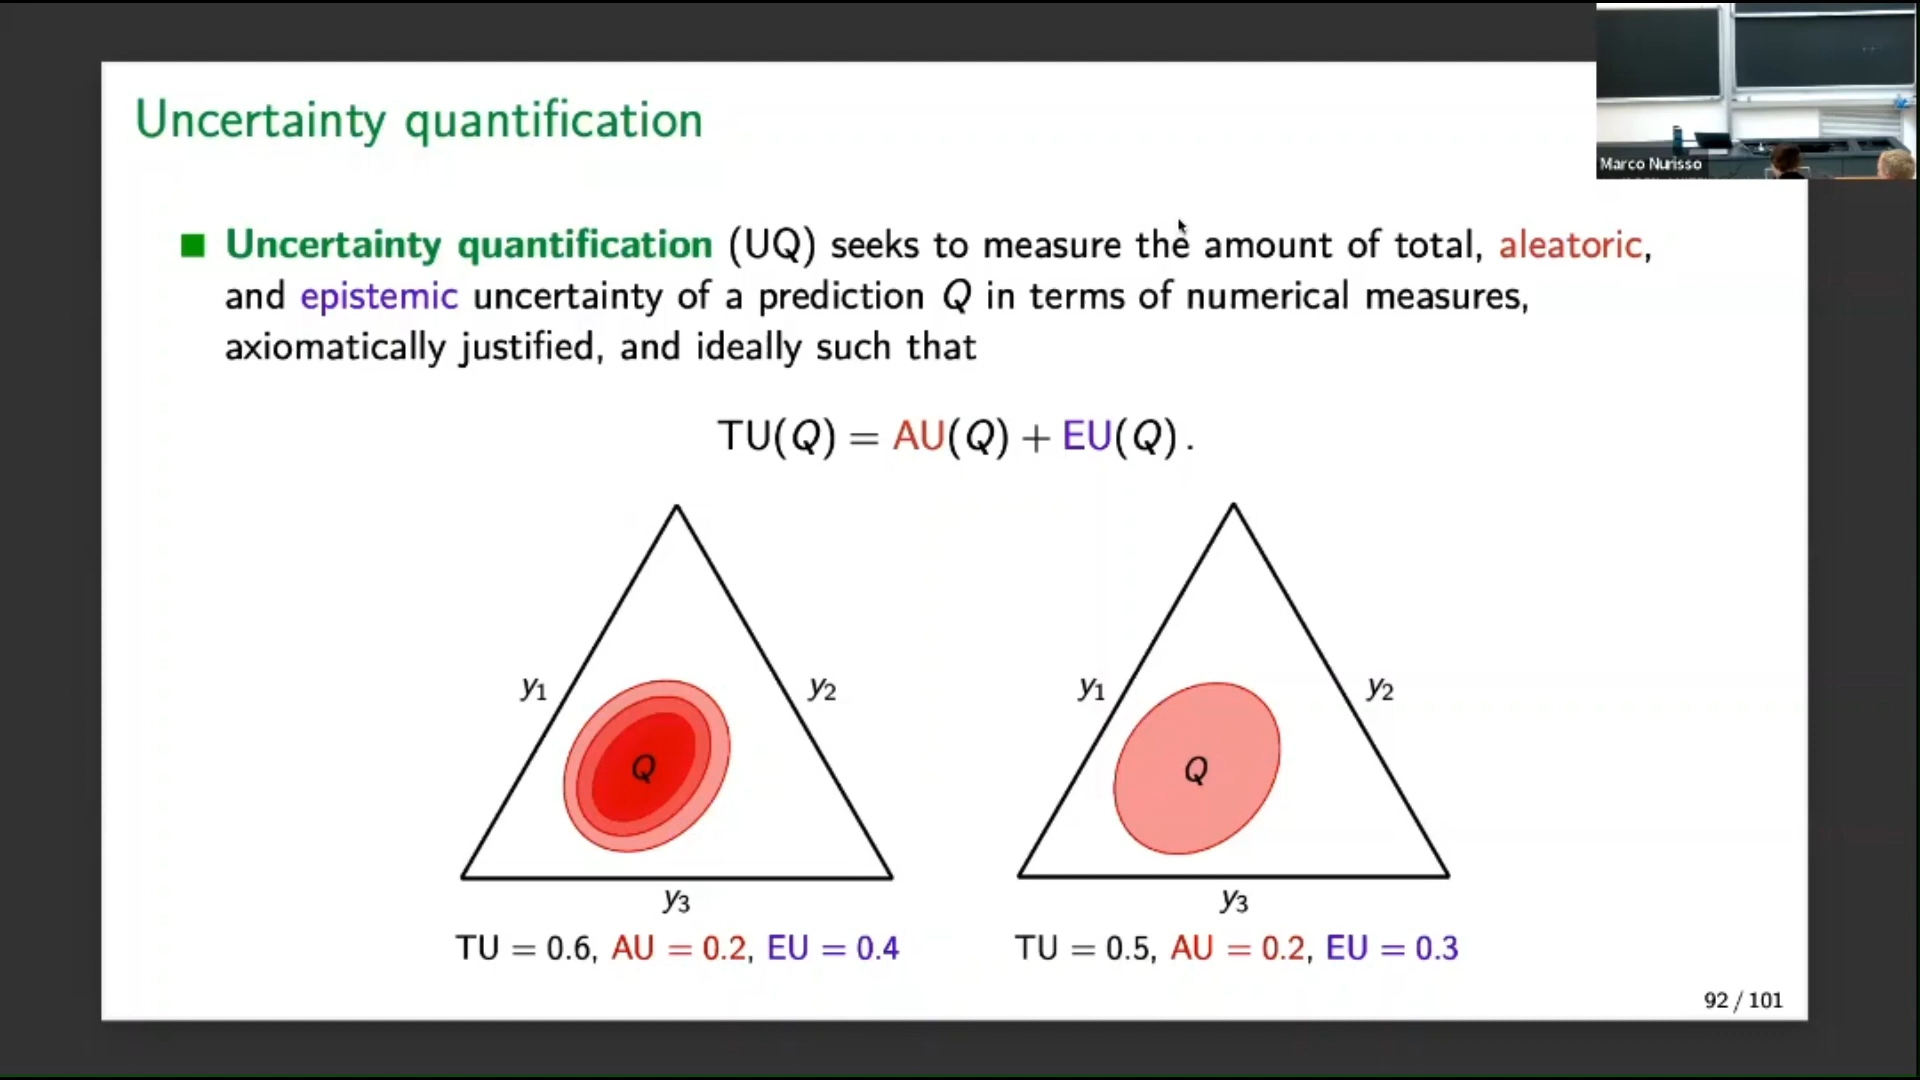 Uncertainty quantification
Marco Nurisso
Uncertainty quantification (UQ) seeks to measure the amount of total, aleatoric,
and epistemic uncertainty of a prediction Q in terms of numerical measures,
axiomatically justified, and ideally such that
TU(Q) = AU(Q) + EU(Q).
y₁ y₂ y₁ y₂
Q Q
y₃ y₃
TU = 0.6, AU = 0.2, EU = 0.4 TU = 0.5, AU = 0.2, EU = 0.3
92 / 101